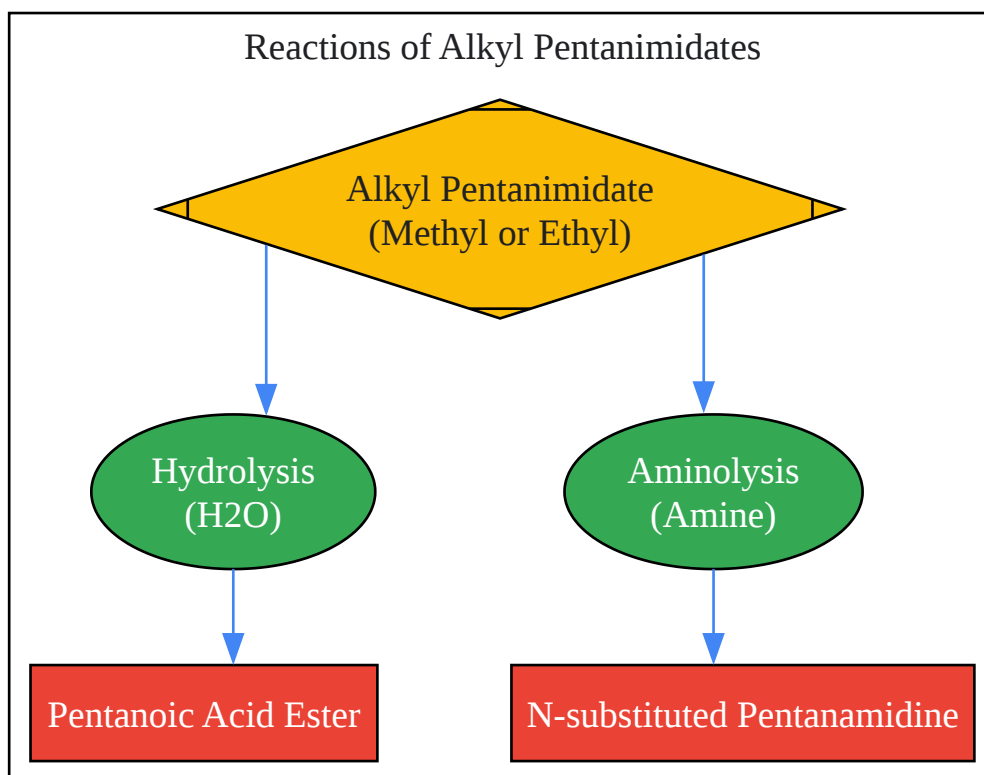 Reactions of Alkyl Pentanimidates
Alkyl Pentanimidate
(Methyl or Ethyl)
Hydrolysis
(H2O)
Aminolysis
(Amine)
Pentanoic Acid Ester
N-substituted Pentanamidine